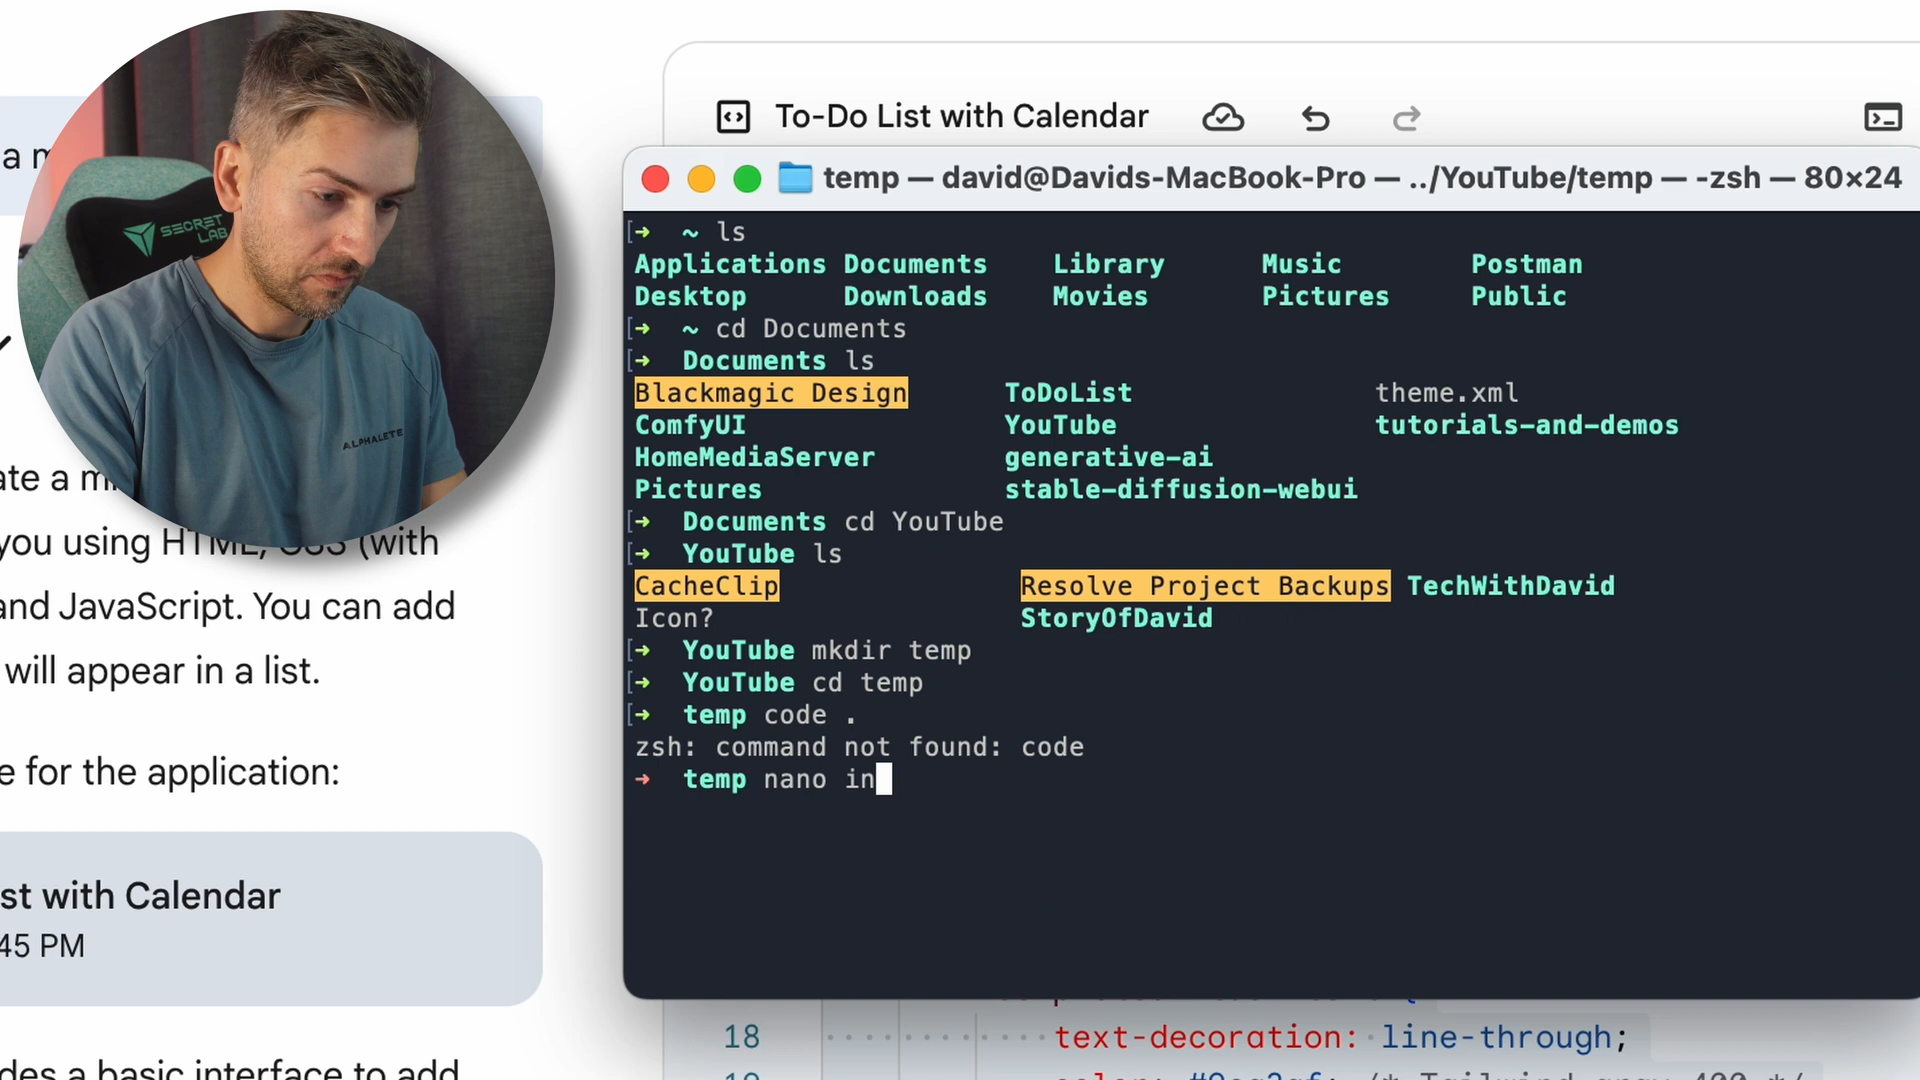 a m
SECRET
LAB
ALPHALETE
ate a m
you using HTML, CSS (with
and JavaScript. You can add
will appear in a list.
e for the application:
st with Calendar
45 PM
des a basic interface to add
To-Do List with Calendar
temp — david@Davids-MacBook-Pro — ../YouTube/temp — -zsh — 80×24
[➜ ~ ls
Applications Documents Library Music Postman
Desktop Downloads Movies Pictures Public
[➜ ~ cd Documents
[➜ Documents ls
Blackmagic Design ToDoList theme.xml
ComfyUI YouTube tutorials-and-demos
HomeMediaServer generative-ai
Pictures stable-diffusion-webui
[➜ Documents cd YouTube
[➜ YouTube ls
CacheClip Resolve Project Backups TechWithDavid
Icon? StoryOfDavid
[➜ YouTube mkdir temp
[➜ YouTube cd temp
[➜ temp code .
zsh: command not found: code
➜ temp nano in
18 text-decoration: line-through;